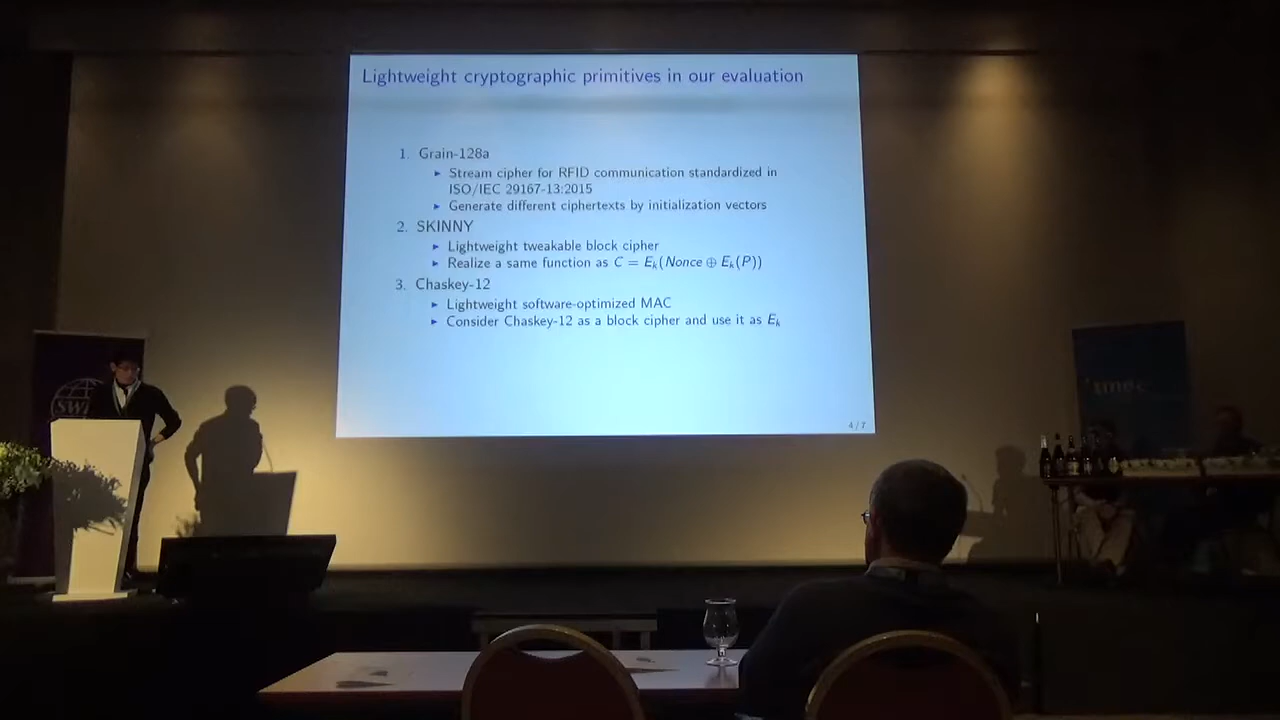 Lightweight cryptographic primitives in our evaluation
1. Grain-128a
▸ Stream cipher for RFID communication standardized in
ISO/IEC 29167-13:2015
▸ Generate different ciphertexts by initialization vectors
2. SKINNY
▸ Lightweight tweakable block cipher
▸ Realize a same function as C = Eₖ(Nonce ⊕ Eₖ(P))
3. Chaskey-12
▸ Lightweight software-optimized MAC
▸ Consider Chaskey-12 as a block cipher and use it as Eₖ
4 / 7